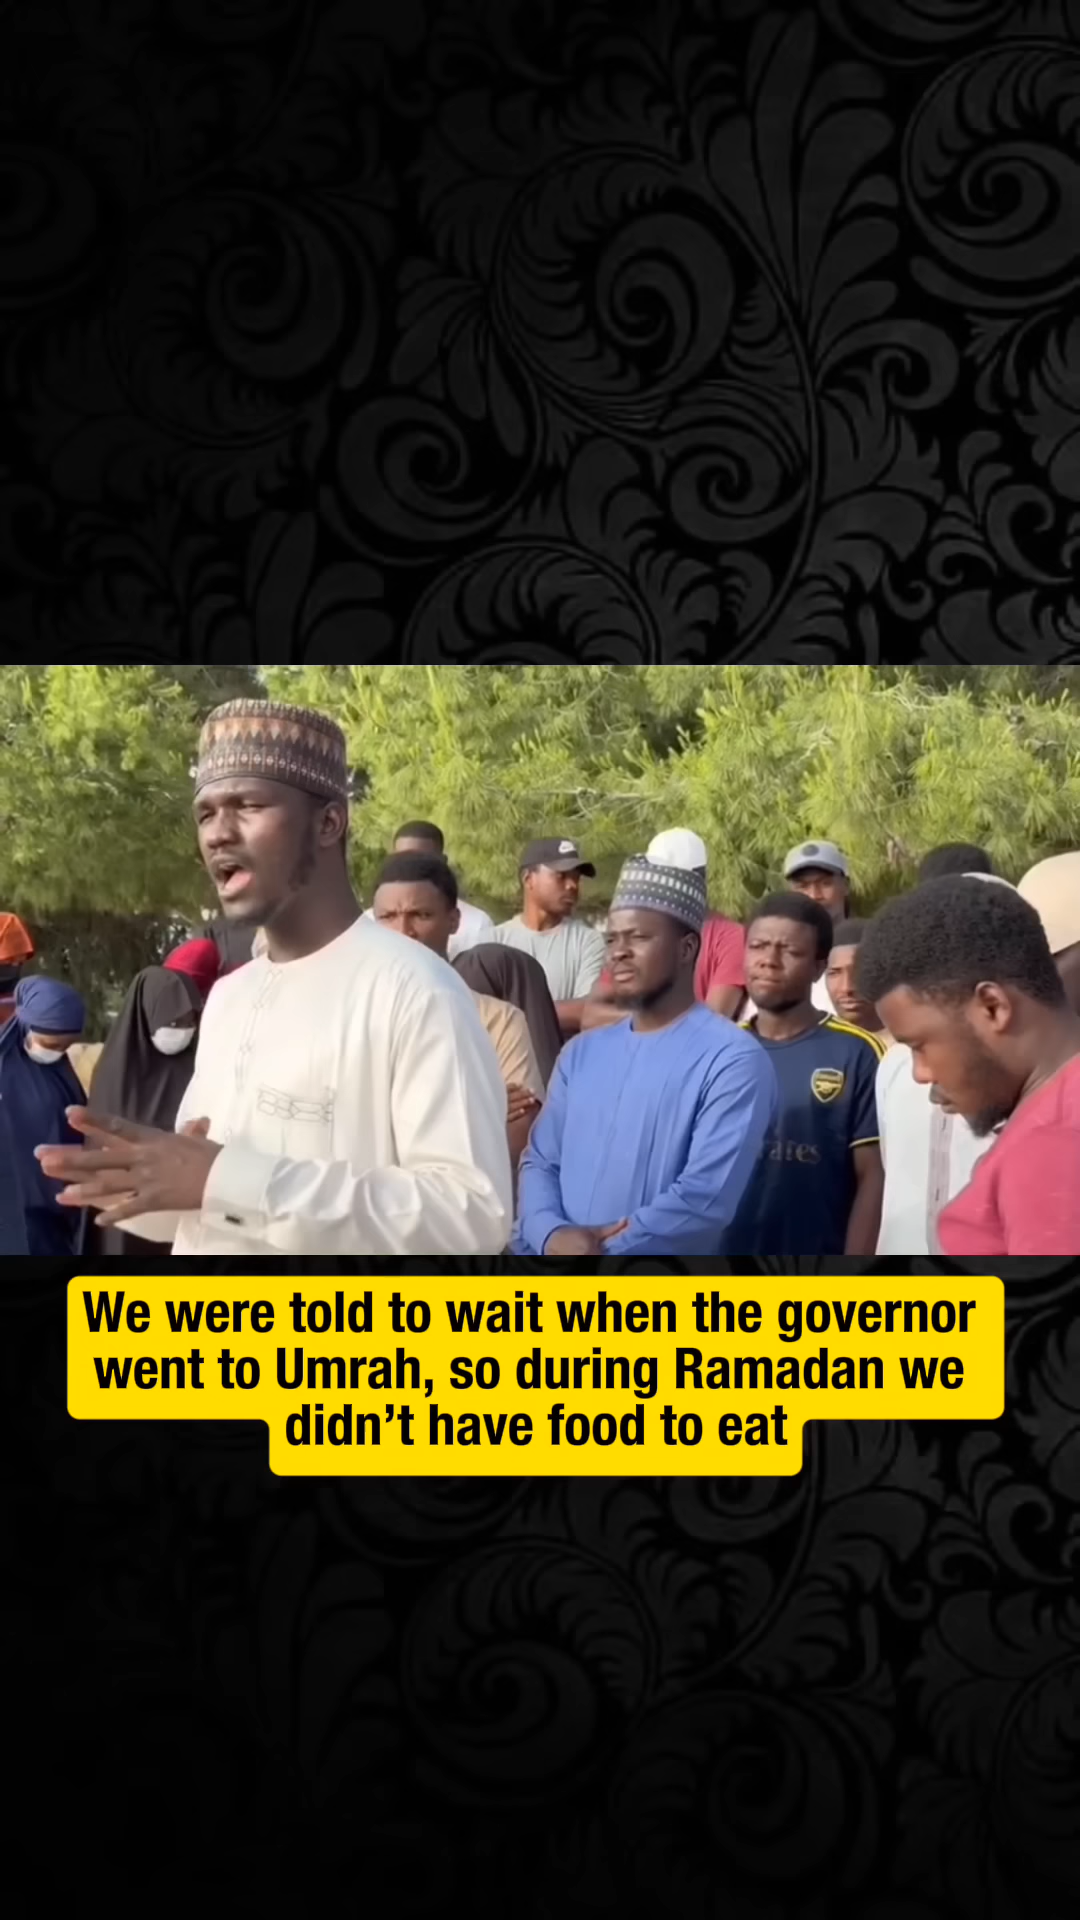 We were told to wait when the governor
went to Umrah, so during Ramadan we
didn’t have food to eat